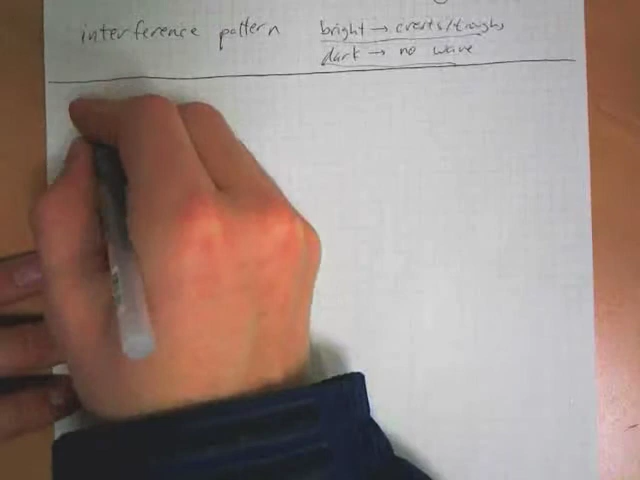 interference pattern bright → crests/troughs
dark → no wave